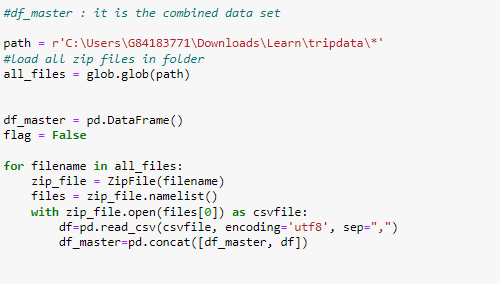 #df_master : it is the combined data set
path = r'C:\Users\G84183771\Downloads\Learn\tripdata\*'
#load all zip files in folder
all_files = glob.glob(path)
df_master = pd.DataFrame()
flag = False
for filename in all_files:
    zip_file = ZipFile(filename)
    files = zip_file.namelist()
    with zip_file.open(files[0]) as csvfile:
        df=pd.read_csv(csvfile, encoding='utf8', sep=",")
        df_master=pd.concat([df_master, df])